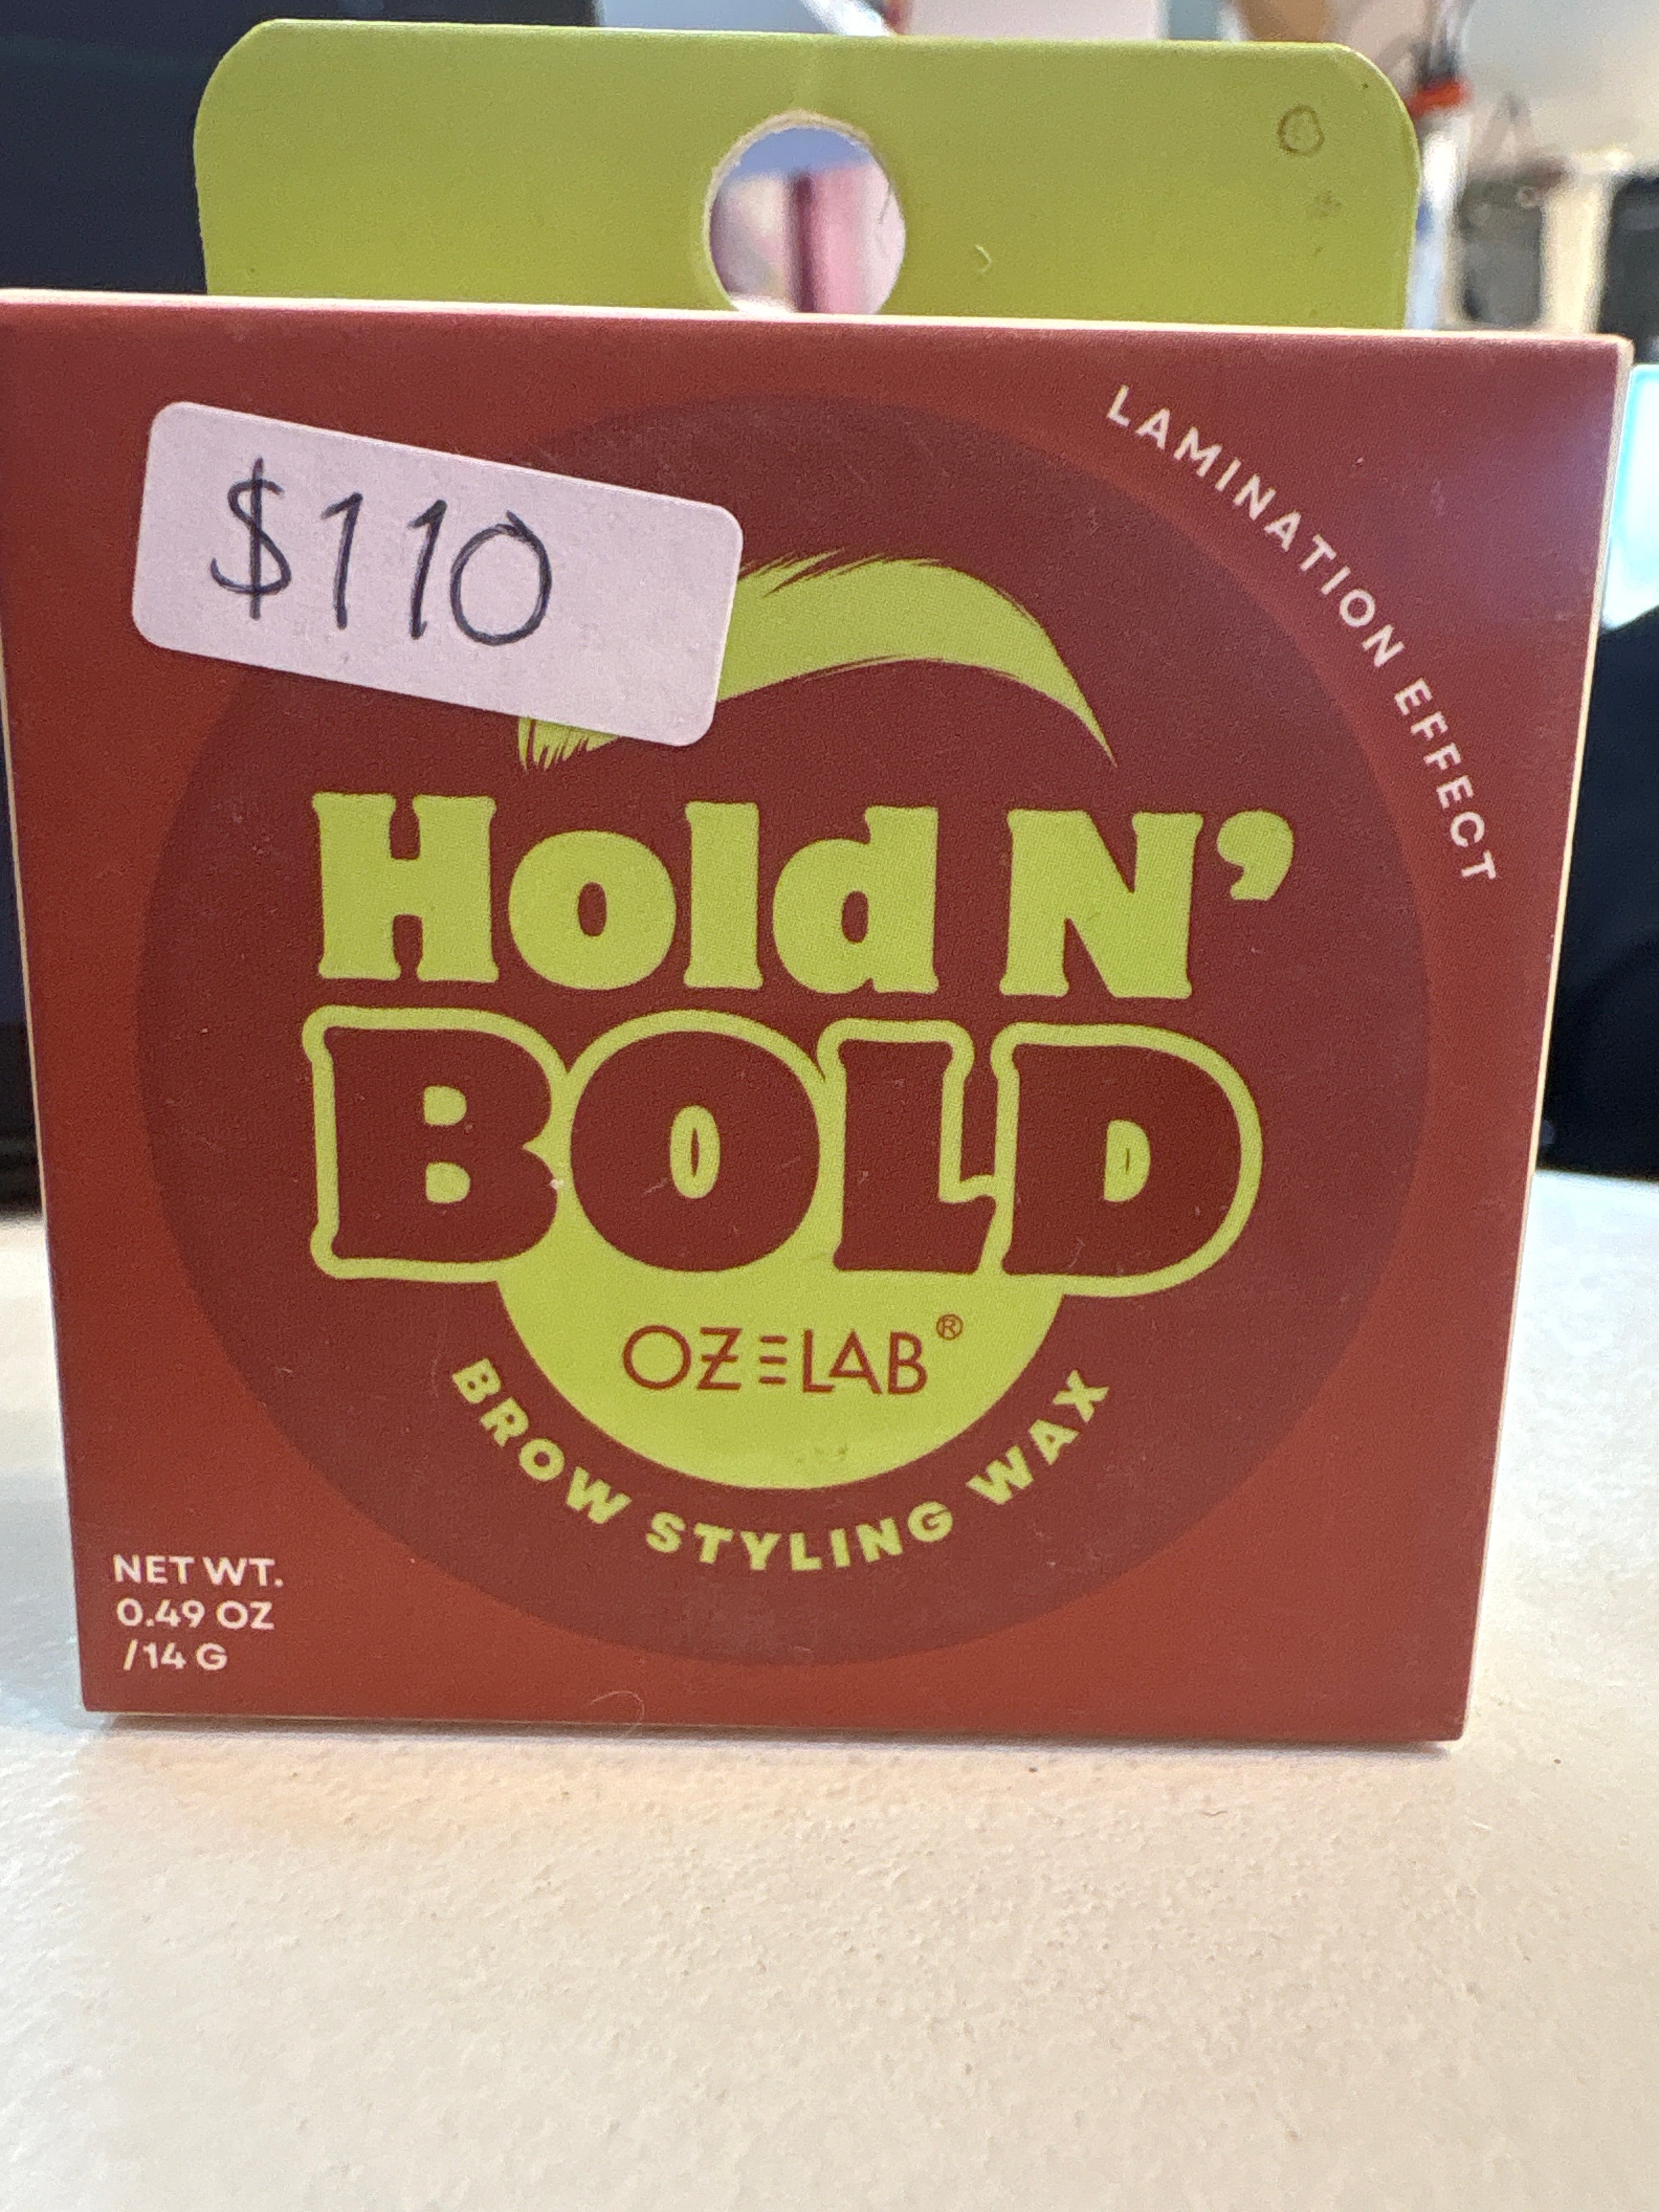 $110
LAMINATION EFFECT
Hold N'
BOLD
OZELAB®
BROW STYLING WAX
NET WT.
0.49 OZ
/14 G